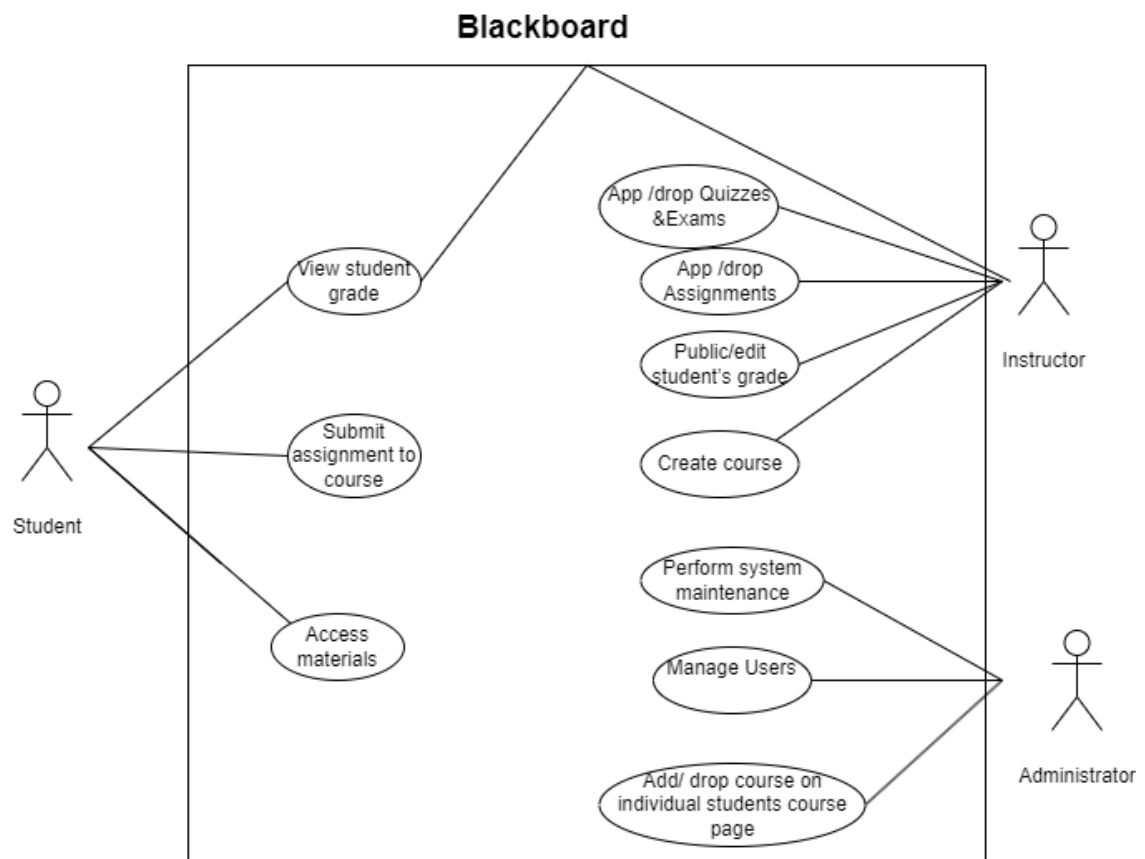 Blackboard
App /drop Quizzes
&Exams
View student
grade
App /drop
Assignments
Public/edit
student's grade
Instructor
Submit
assignment to
course
Create course
Student
Perform system
maintenance
Access
materials
Manage Users
Administrator
Add/ drop course on
individual students course
page